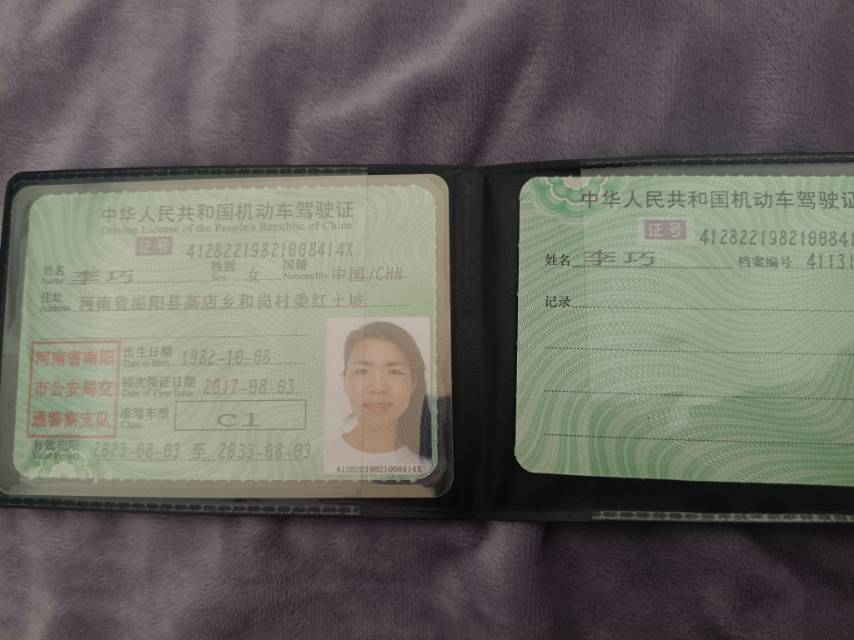 中华人民共和国机动车驾驶证
Driving License of the People's Republic of China
证号 41282219821008414X
姓名 Name 李巧 性别 Sex 女 国籍 Nationality 中国/CHN
住址 Address 河南省泌阳县高店乡和岗村委红土坡
河南省南阳市公安局交通警察支队
出生日期 Date of Birth 1982-10-08
初次领证日期 Date of First Issue 2017-08-03
准驾车型 Class C1
有效期限 Valid Period 2023-08-03 至 2033-08-03
41282219821008414X
中华人民共和国机动车驾驶证
证号 4128221982100841
姓名 李巧 档案编号 41131
记录